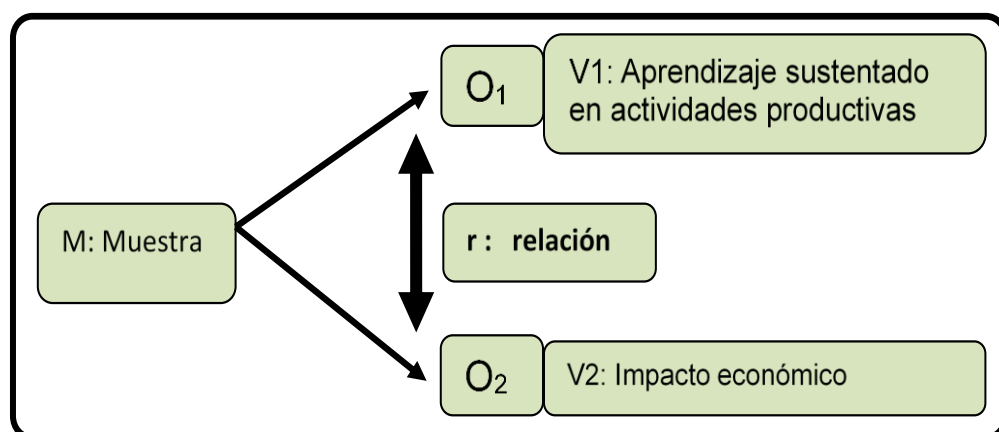 O₁
V1: Aprendizaje sustentado
en actividades productivas
M: Muestra
r : relación
O₂
V2: Impacto económico